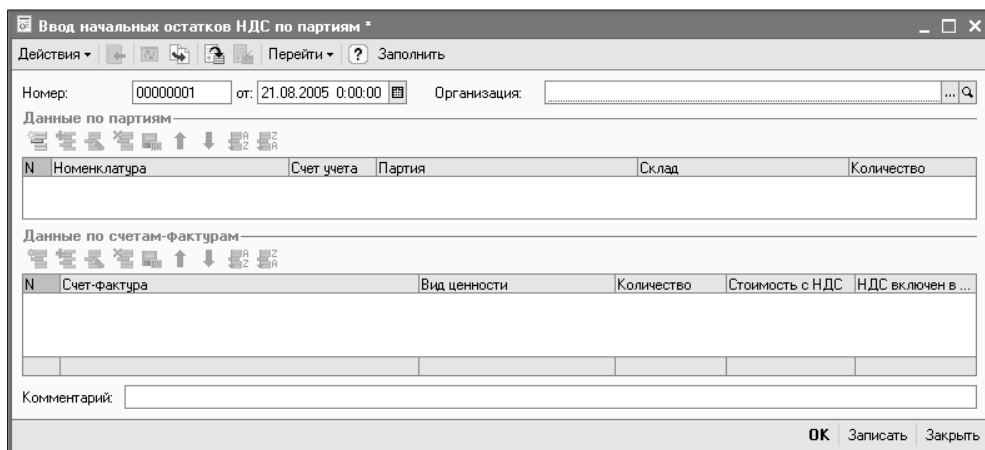 Ввод начальных остатков НДС по партиям *
Действия Перейти ? Заполнить
Номер: 00000001 от: 21.08.2005 0:00:00 Организация: ...
Данные по партиям
N Номенклатура Счет учета Партия Склад Количество
Данные по счетам-фактурам
N Счет-фактура Вид ценности Количество Стоимость с НДС НДС включен в ...
Комментарий:
OK Записать Закрыть